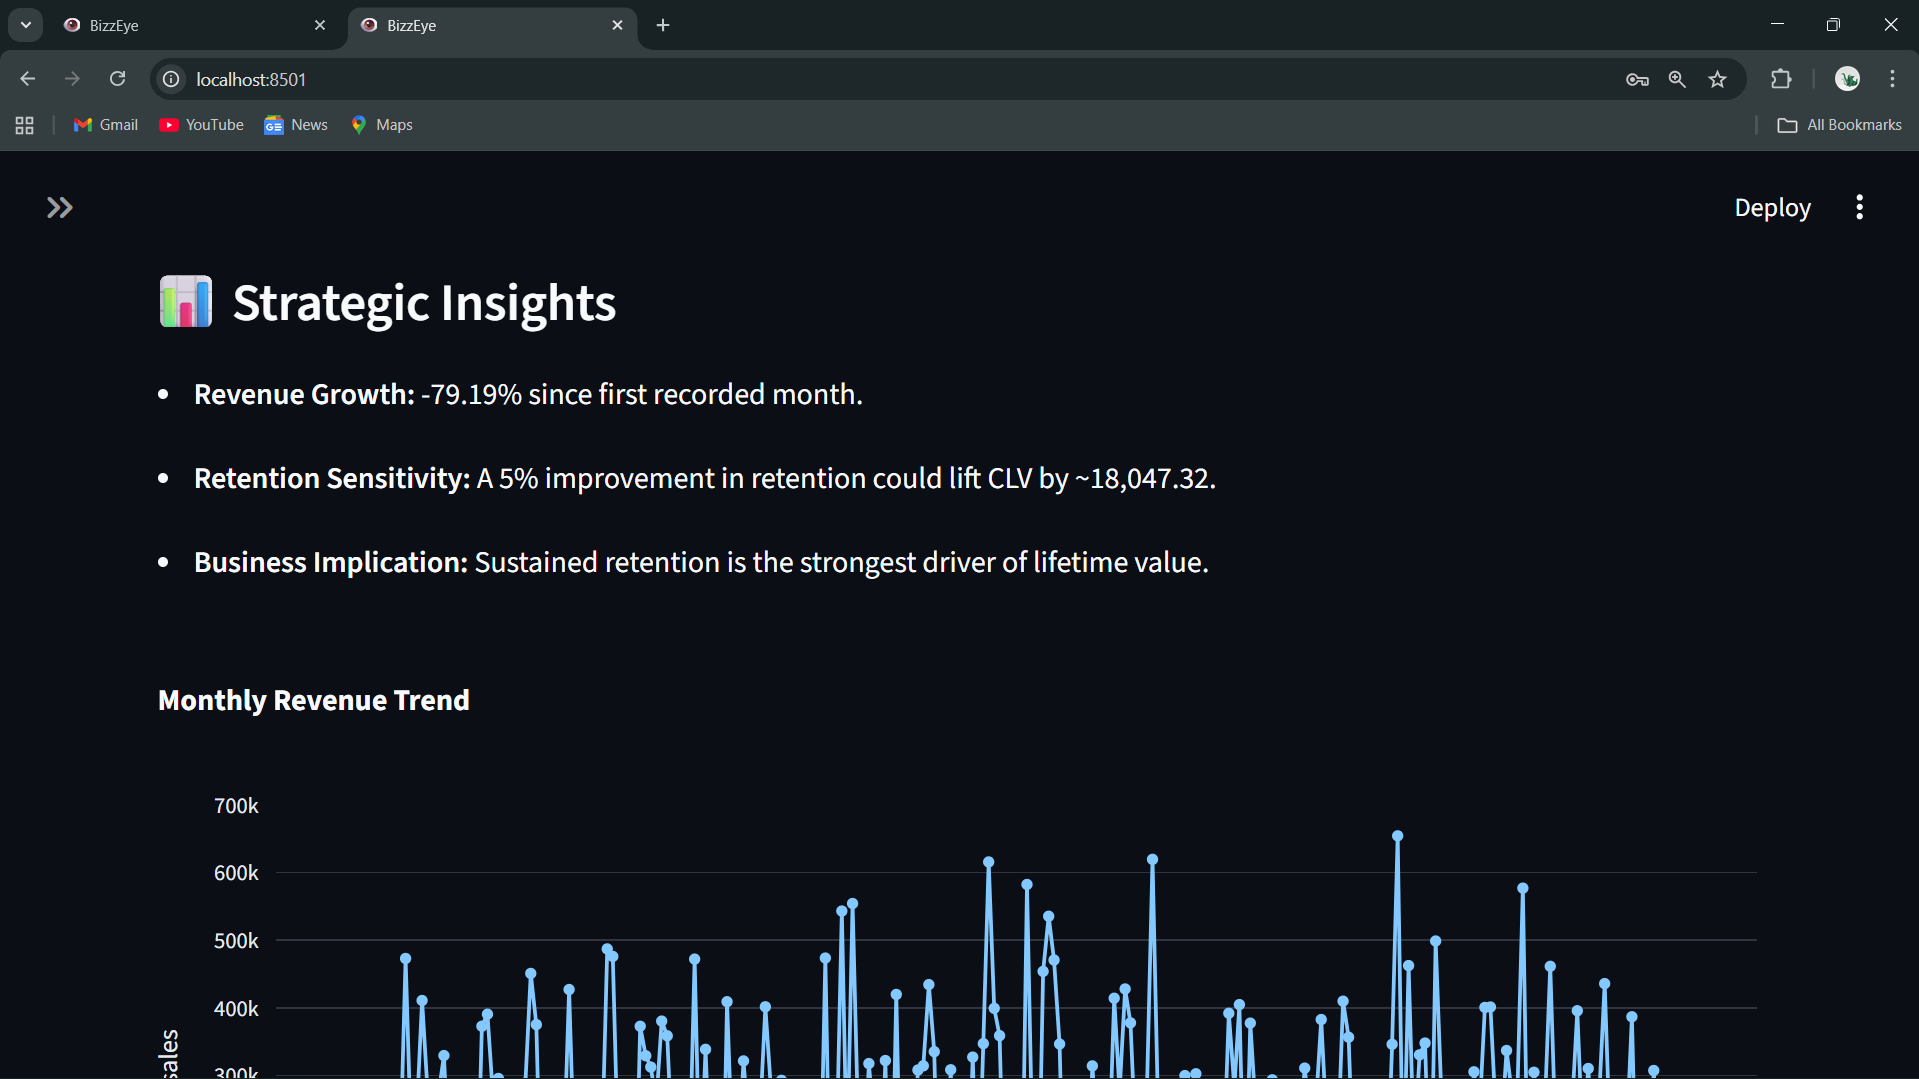 BizzEye
BizzEye
localhost:8501
Gmail
YouTube
News
Maps
All Bookmarks
Deploy
Strategic Insights
Revenue Growth: -79.19% since first recorded month.
Retention Sensitivity: A 5% improvement in retention could lift CLV by ~18,047.32.
Business Implication: Sustained retention is the strongest driver of lifetime value.
Monthly Revenue Trend
700k
600k
500k
400k
300k
sales